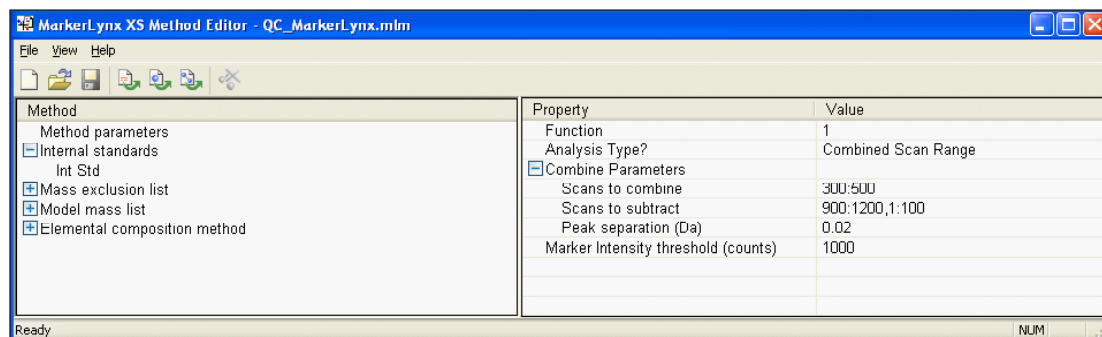 MarkerLynx XS Method Editor - QC_MarkerLynx.mlm
File View Help
Method
Method parameters
Internal standards
Int Std
Mass exclusion list
Model mass list
Elemental composition method
Property Value
Function 1
Analysis Type? Combined Scan Range
Combine Parameters
Scans to combine 300:500
Scans to subtract 900:1200,1:100
Peak separation (Da) 0.02
Marker Intensity threshold (counts) 1000
Ready NUM